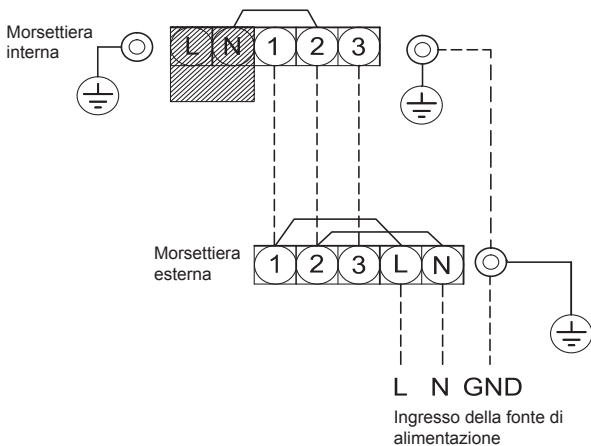 Morsettiera
interna
L N 1 2 3
Morsettiera
esterna
1 2 3 L N
L N GND
Ingresso della fonte di
alimentazione